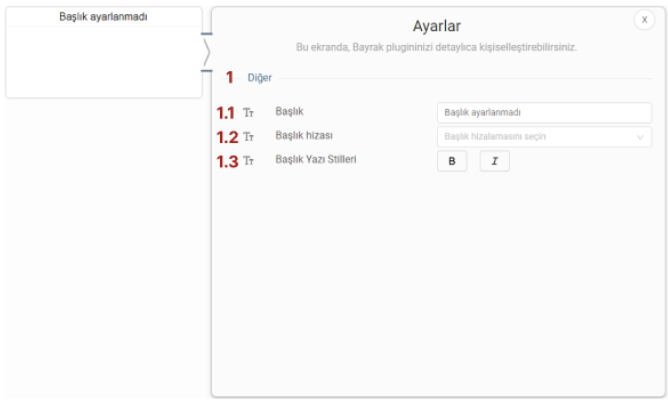 Başlık ayarlanmadı
Ayarlar
X
Bu ekranda, Bayrak plugininizi detaylıca kişiselleştirebilirsiniz.
1 Diğer
1.1 Tт Başlık Başlık ayarlanmadı
1.2 Tт Başlık hizası Başlık hizalamasını seçin
1.3 Tт Başlık Yazı Stilleri B I